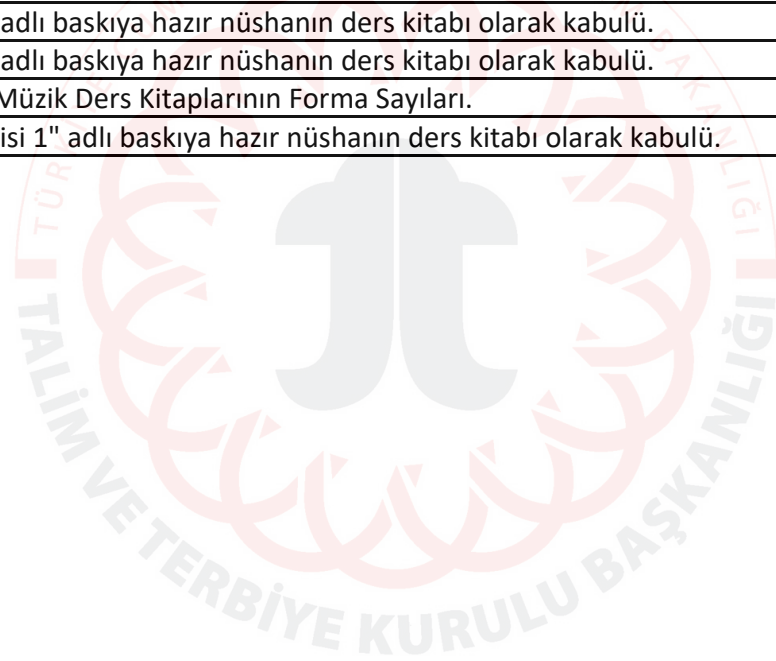 adlı baskıya hazır nüshanın ders kitabı olarak kabulü.
adlı baskıya hazır nüshanın ders kitabı olarak kabulü.
Müzik Ders Kitaplarının Forma Sayıları.
isi 1" adlı baskıya hazır nüshanın ders kitabı olarak kabulü.
TALİM VE TERBİYE KURULU BAŞKANLIĞI